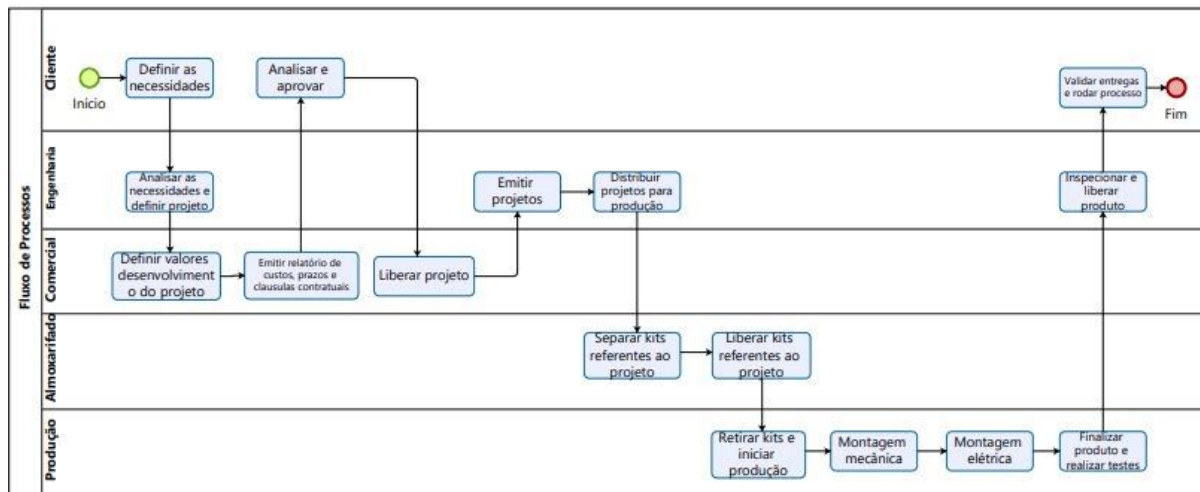 Fluxo de Processos
Cliente
Início
Definir as
necessidades
Analisar e
aprovar
Validar entregas
e rodar processo
Fim
Engenharia
Analisar as
necessidades e
definir projeto
Emitir
projetos
Distribuir
projetos para
produção
Inspecionar e
liberar
produto
Comercial
Definir valores
desenvolviment
o do projeto
Emitir relatório de
custos, prazos e
clausulas contratuais
Liberar projeto
Almoxarifado
Separar kits
referentes ao
projeto
Liberar kits
referentes ao
projeto
Produção
Retirar kits e
iniciar
produção
Montagem
mecânica
Montagem
elétrica
Finalizar
produto e
realizar testes